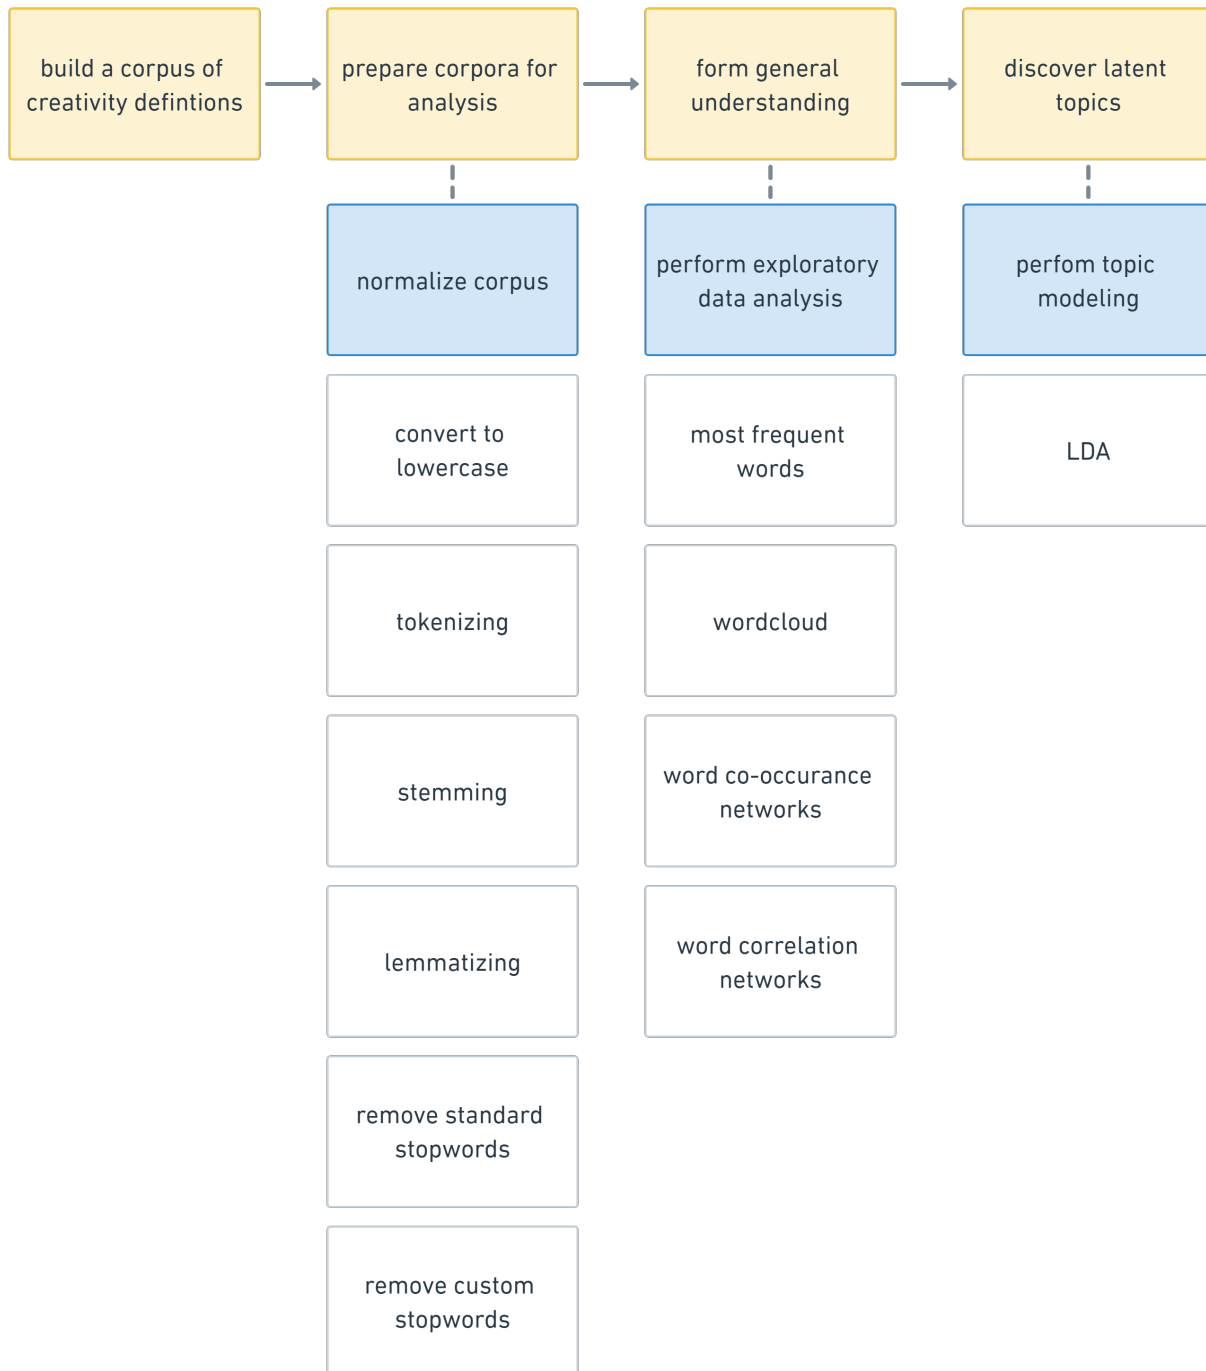 build a corpus of
creativity defintions
prepare corpora for
analysis
form general
understanding
discover latent
topics
normalize corpus
perform exploratory
data analysis
perfom topic
modeling
convert to
lowercase
most frequent
words
LDA
tokenizing
wordcloud
stemming
word co-occurance
networks
lemmatizing
word correlation
networks
remove standard
stopwords
remove custom
stopwords